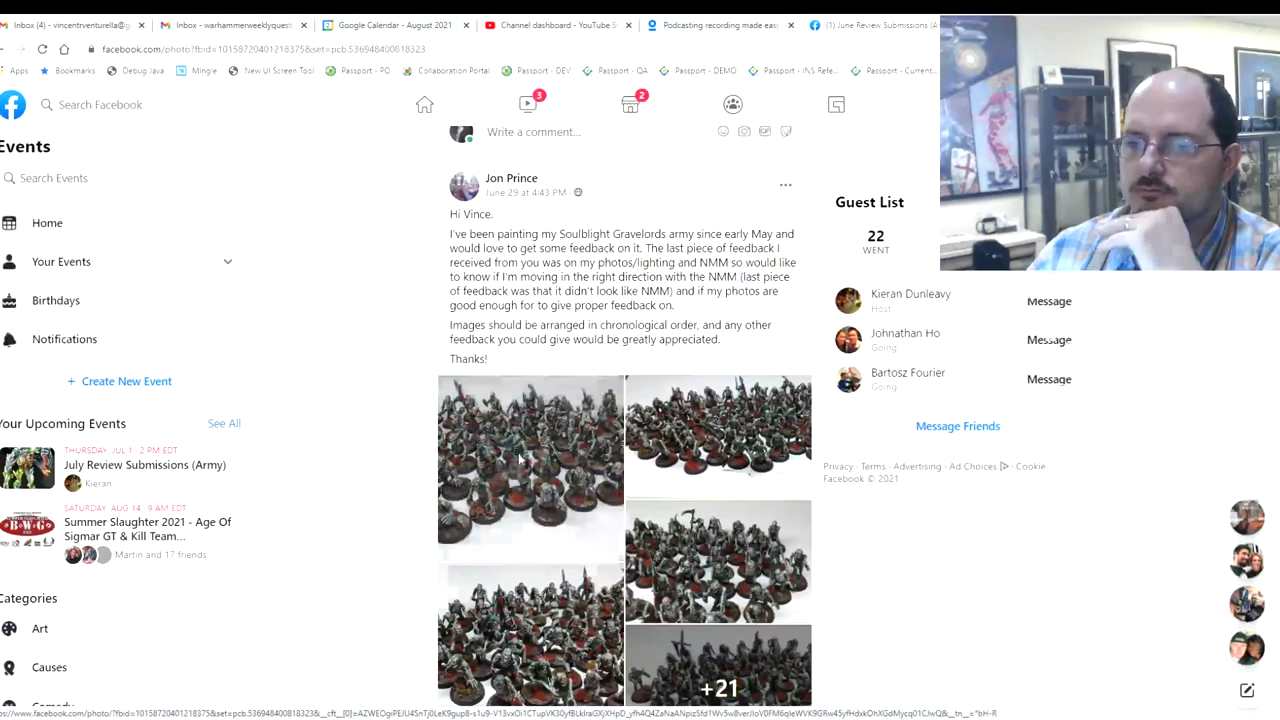 Inbox (4) - vincentrventurella@g
Inbox - warhammerweeklyquest
Google Calendar - August 2021
Channel dashboard - YouTube S
Podcasting recording made easy
(1) June Review Submissions (A
facebook.com/photo?fbid=10158720401218375&set=pcb.536948400818323
Apps
Bookmarks
Debug Java
Mingle
New UI Screen Tool
Passport - PO
Collaboration Portal
Passport - DEV
Passport - QA
Passport - DEMO
Passport - INS Refe...
Passport - Current...
Search Facebook
3
2
Write a comment...
Events
Search Events
Home
Your Events
Birthdays
Notifications
+ Create New Event
Your Upcoming Events
See All
THURSDAY, JUL 1 · 2 PM EDT
July Review Submissions (Army)
Kieran
SATURDAY, AUG 14 · 9 AM EDT
Summer Slaughter 2021 - Age Of
Sigmar GT & Kill Team...
Martin and 17 friends
Categories
Art
Causes
Comedy
Jon Prince
June 29 at 4:43 PM ·
Hi Vince,
I've been painting my Soulblight Gravelords army since early May and
would love to get some feedback on it. The last piece of feedback I
received from you was on my photos/lighting and NMM so would like
to know if I'm moving in the right direction with the NMM (last piece
of feedback was that it didn't look like NMM) and if my photos are
good enough for to give proper feedback on.
Images should be arranged in chronological order, and any other
feedback you could give would be greatly appreciated.
Thanks!
+21
Guest List
22
WENT
Kieran Dunleavy
Host
Message
Johnathan Ho
Going
Message
Bartosz Fourier
Going
Message
Message Friends
Privacy · Terms · Advertising · Ad Choices · Cookie
Facebook © 2021